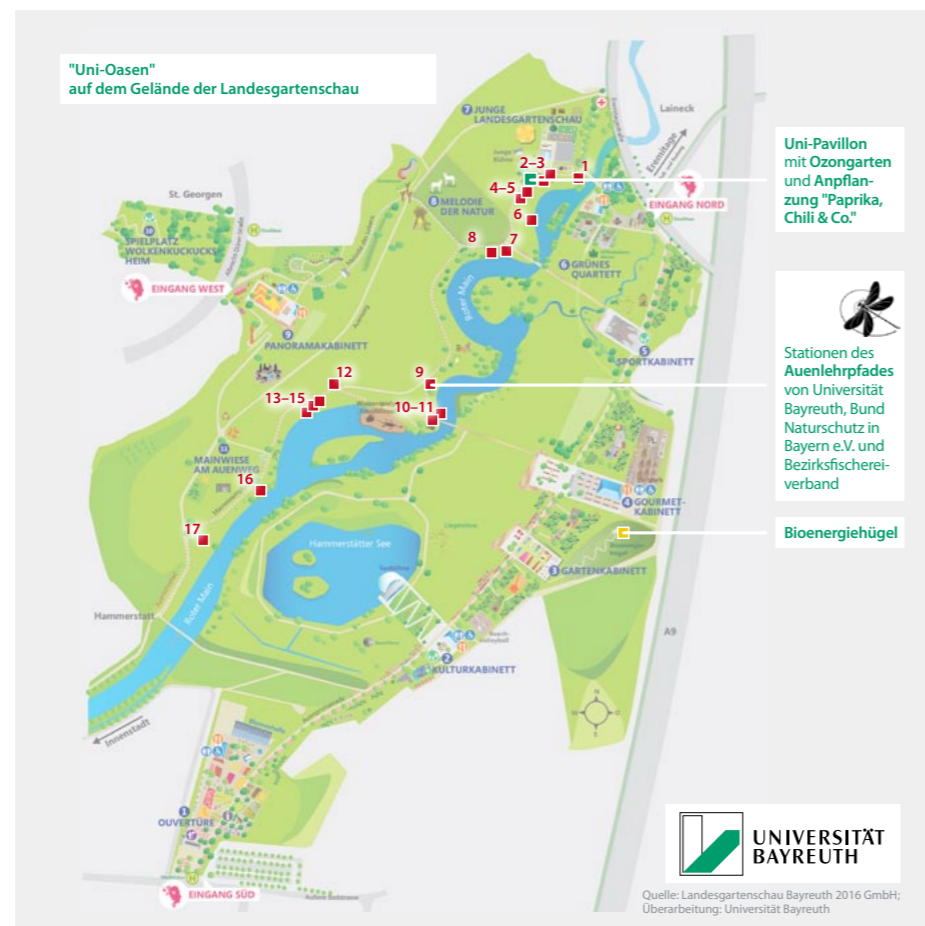 "Uni-Oasen"
auf dem Gelände der Landesgartenschau
Laineck
Eremitage
7 JUNGE
LANDESGARTENSCHAU
2–3
1
4–5
6
8
7
EINGANG NORD
8 MELODIE
DER NATUR
St. Georgen
10
SPIELPLATZ
WOLKENKUCKUCKS
HEIM
EINGANG WEST
6 GRÜNES
QUARTETT
Roter Main
9
PANORAMAKABINETT
5
SPORTKABINETT
12
9
13–15
10–11
11
MAINWIESE
AM AUENWEG
16
17
4 GOURMET-
KABINETT
Hammerstätter See
3 GARTENKABINETT
Hammerstatt
Roter Main
A9
2
KULTURKABINETT
N
W
O
S
Innenstadt
1
OUVERTÜRE
EINGANG SÜD
Uni-Pavillon
mit Ozongarten
und Anpflan-
zung "Paprika,
Chili & Co."
Stationen des
Auenlehrpfades
von Universität
Bayreuth, Bund
Naturschutz in
Bayern e.V. und
Bezirksfischerei-
verband
Bioenergiehügel
UNIVERSITÄT
BAYREUTH
Quelle: Landesgartenschau Bayreuth 2016 GmbH;
Überarbeitung: Universität Bayreuth